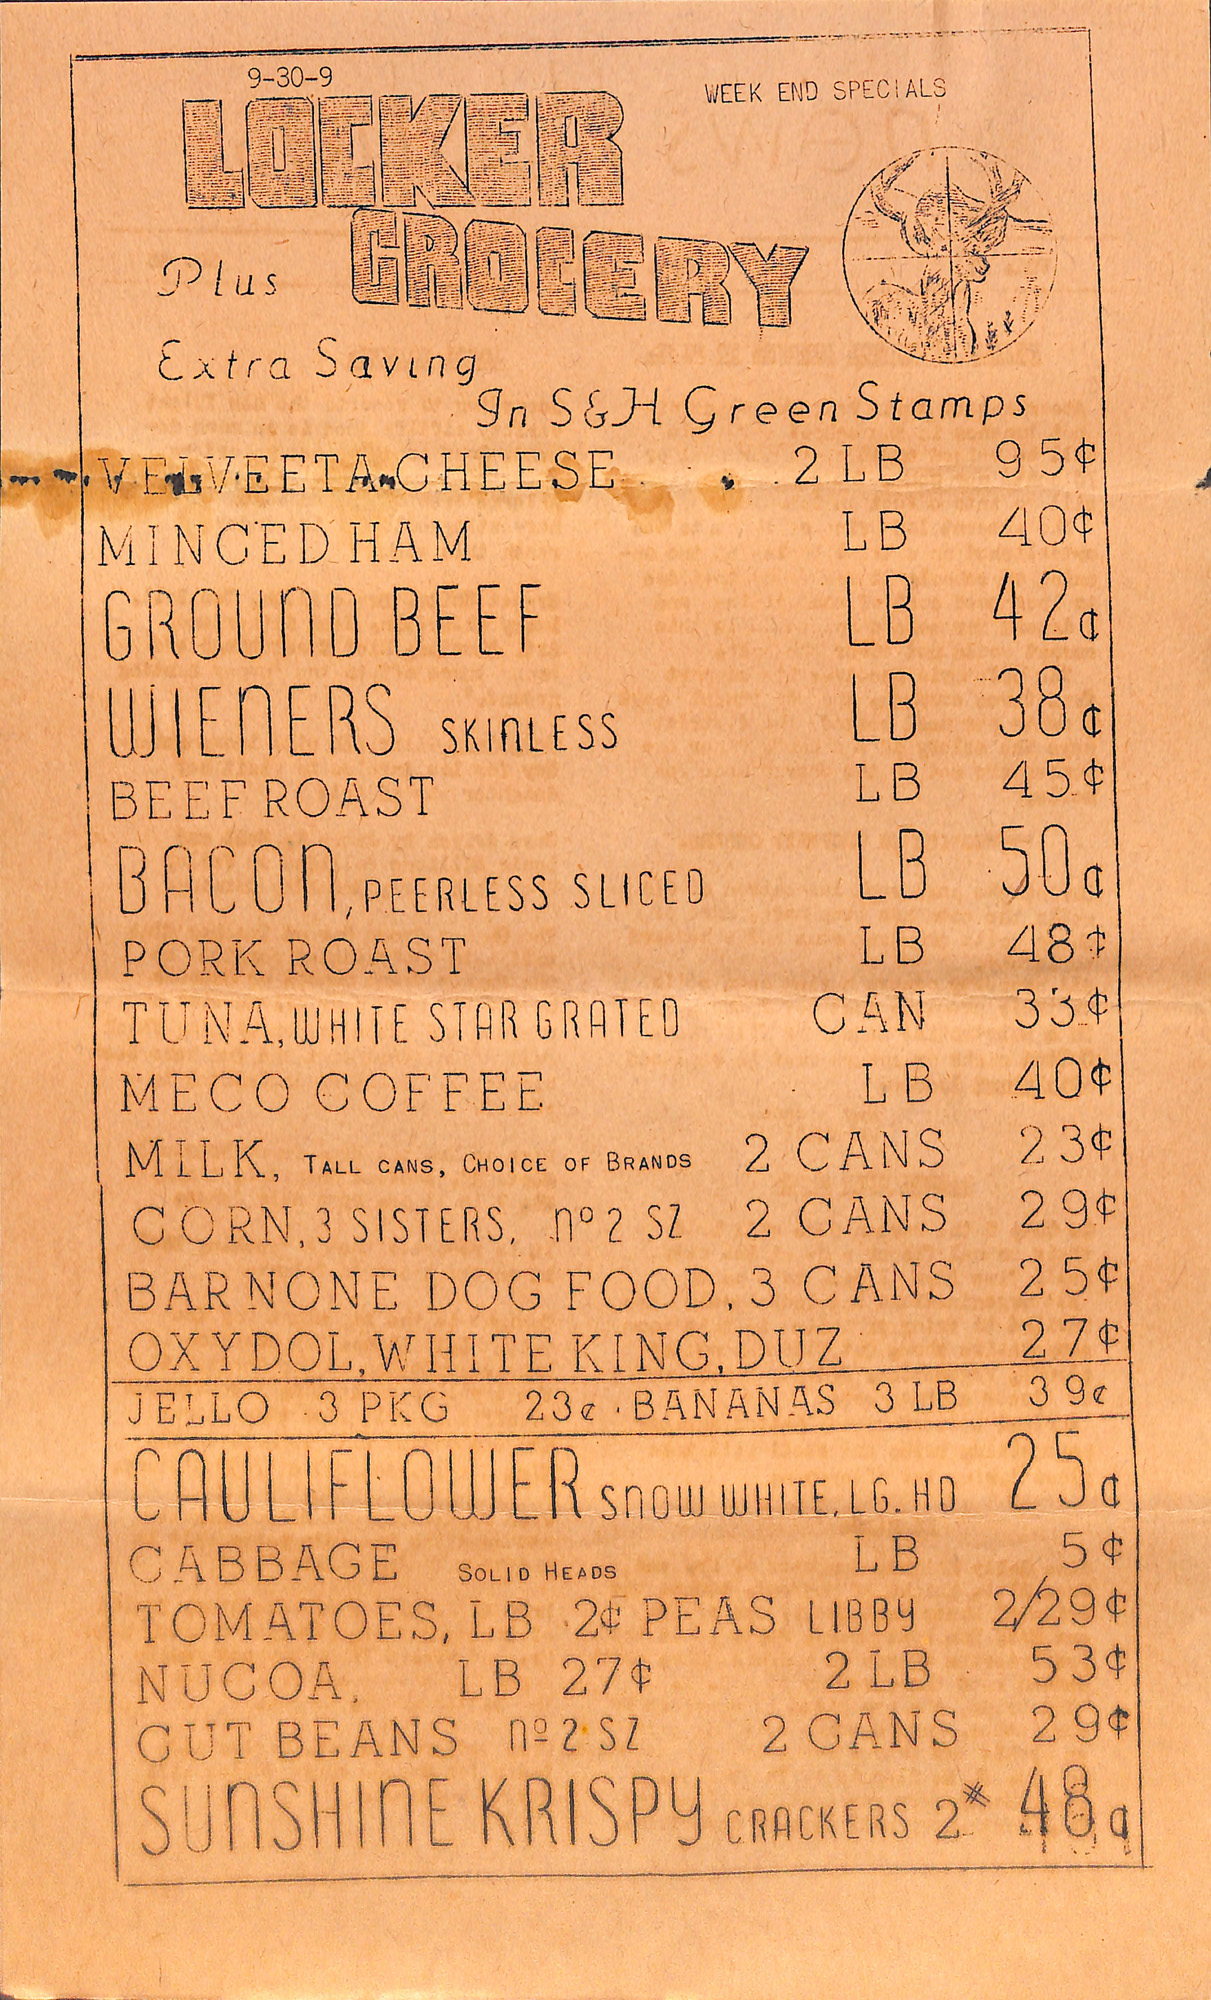 9-30-9
WEEK END SPECIALS
LOCKER
GROCERY
Plus
Extra Saving
In S&H Green Stamps
VELVEETA CHEESE 2 LB 95¢
MINCED HAM LB 40¢
GROUND BEEF LB 42¢
WIENERS SKINLESS LB 38¢
BEEF ROAST LB 45¢
BACON, PEERLESS SLICED LB 50¢
PORK ROAST LB 48¢
TUNA, WHITE STAR GRATED CAN 33¢
MECO COFFEE LB 40¢
MILK, TALL CANS, CHOICE OF BRANDS 2 CANS 23¢
CORN, 3 SISTERS, nº 2 SZ 2 CANS 29¢
BARNONE DOG FOOD, 3 CANS 25¢
OXYDOL, WHITE KING, DUZ 27¢
JELLO 3 PKG 23¢ . BANANAS 3 LB 39¢
CAULIFLOWER SNOW WHITE, LG. HD 25¢
CABBAGE SOLID HEADS LB 5¢
TOMATOES, LB 2¢ PEAS LIBBY 2/29¢
NUCOA, LB 27¢ 2 LB 53¢
CUT BEANS nº 2 SZ 2 CANS 29¢
SUNSHINE KRISPY CRACKERS 2# 48¢